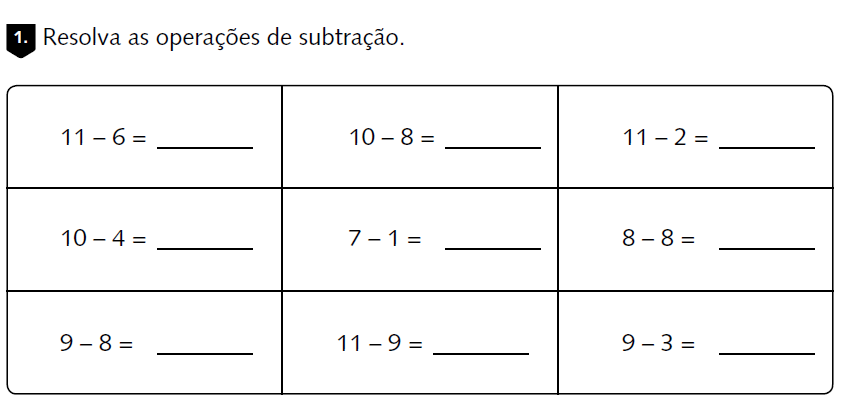 1. Resolva as operações de subtração.
11 – 6 = ________ 10 – 8 = ________ 11 – 2 = ________
10 – 4 = ________ 7 – 1 = ________ 8 – 8 = ________
9 – 8 = ________ 11 – 9 = ________ 9 – 3 = ________